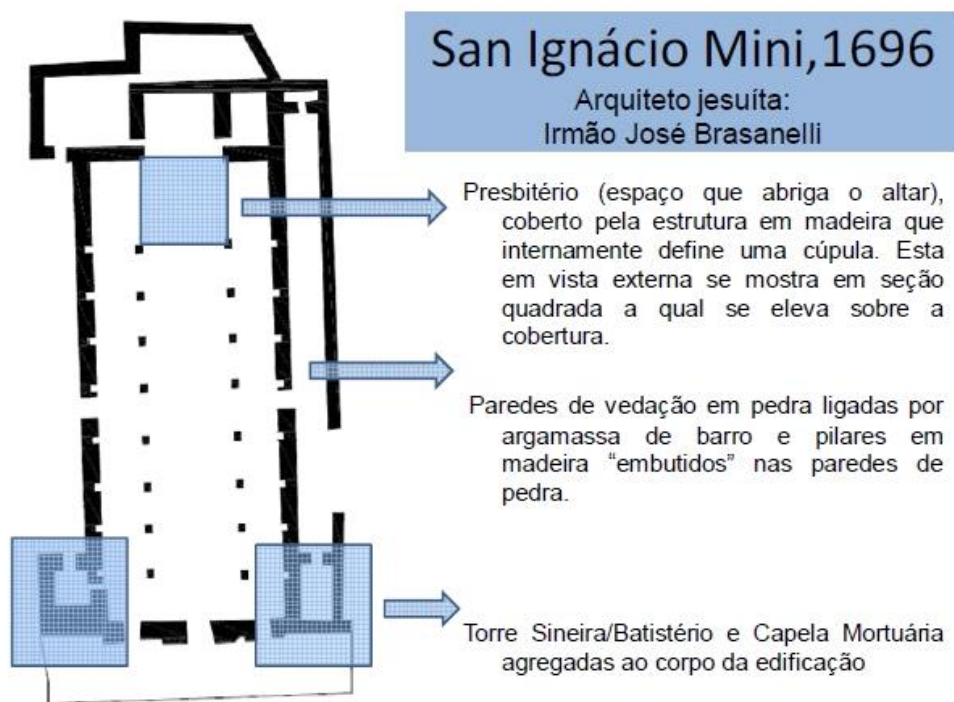 San Ignácio Mini,1696
Arquiteto jesuíta:
Irmão José Brasanelli
Presbitério (espaço que abriga o altar),
coberto pela estrutura em madeira que
internamente define uma cúpula. Esta
em vista externa se mostra em seção
quadrada a qual se eleva sobre a
cobertura.
Paredes de vedação em pedra ligadas por
argamassa de barro e pilares em
madeira “embutidos” nas paredes de
pedra.
Torre Sineira/Batistério e Capela Mortuária
agregadas ao corpo da edificação